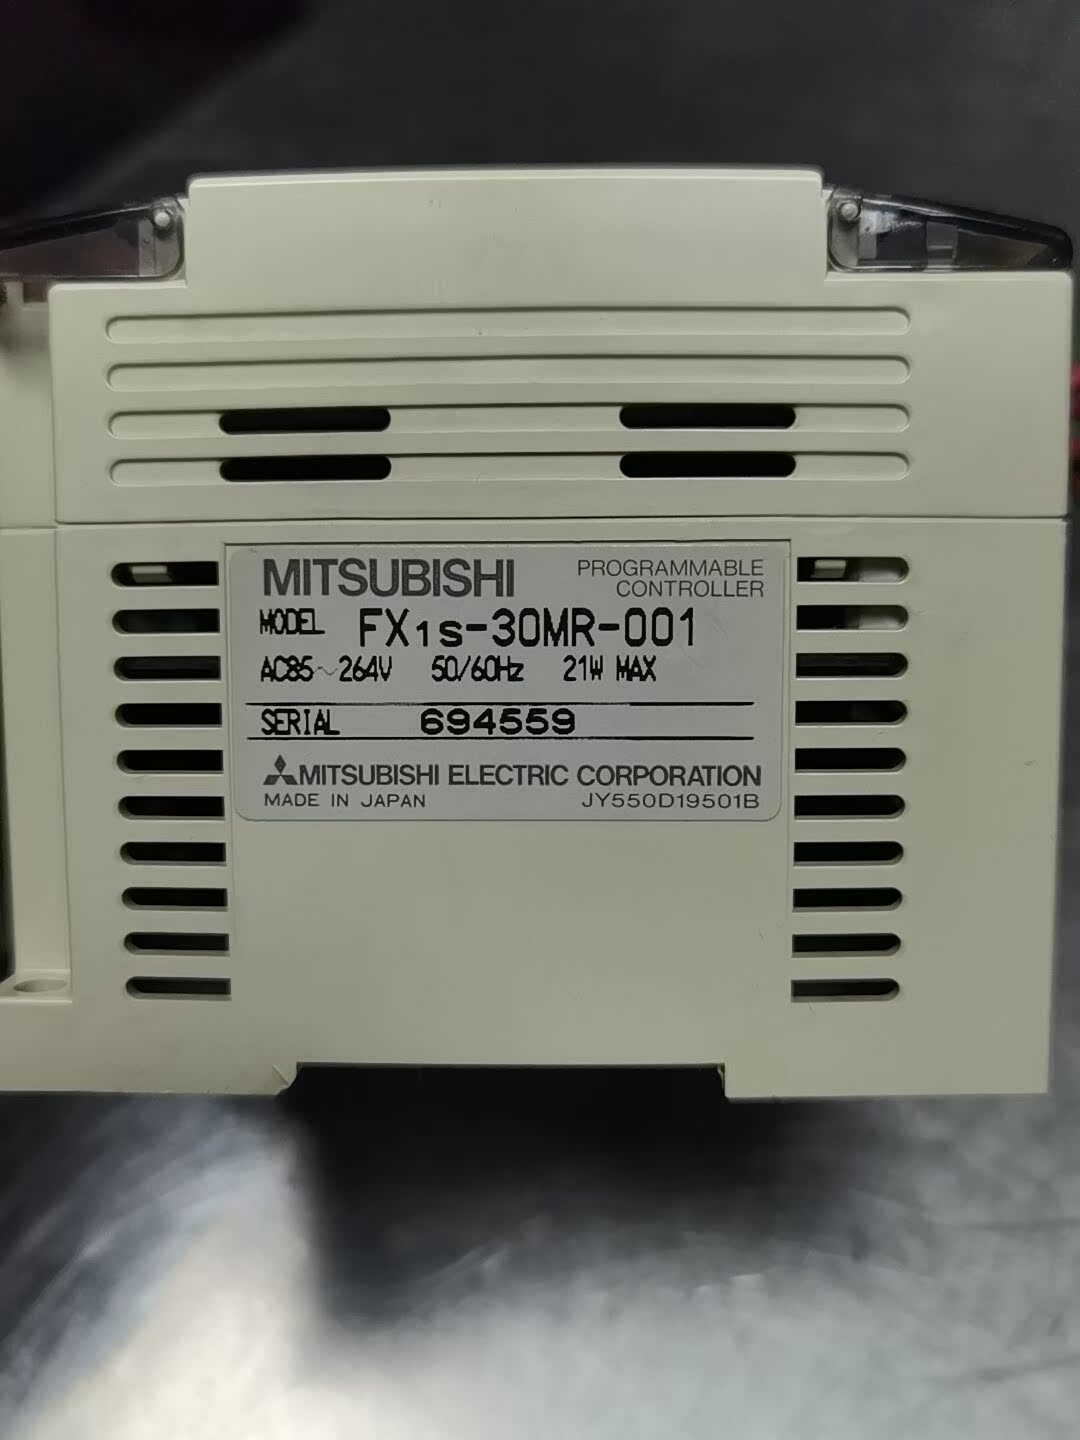 MITSUBISHI PROGRAMMABLE CONTROLLER
MODEL FX1S-30MR-001
AC85~264V 50/60Hz 21W MAX
SERIAL 694559
MITSUBISHI ELECTRIC CORPORATION
MADE IN JAPAN JY550D19501B